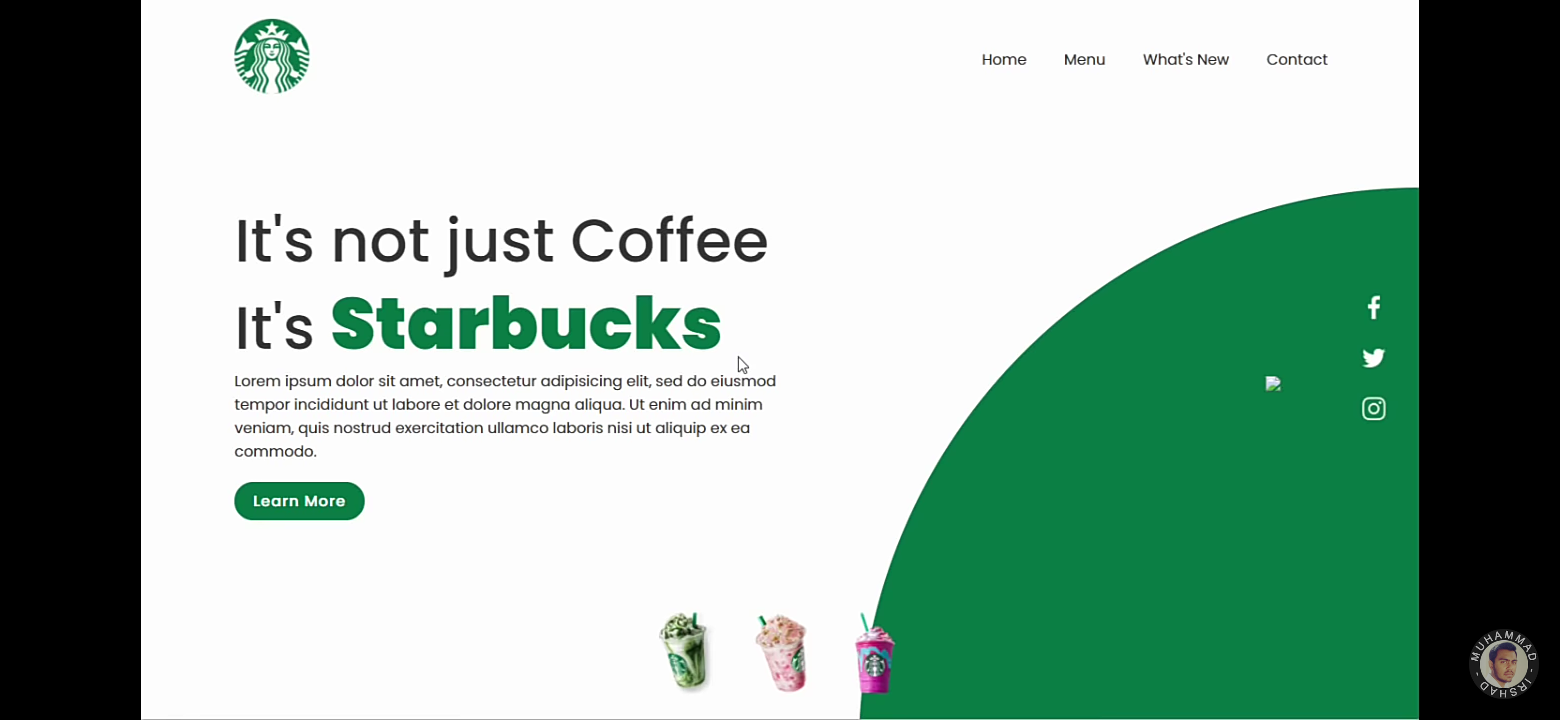 Home Menu What's New Contact
It's not just Coffee
It's Starbucks
Lorem ipsum dolor sit amet, consectetur adipisicing elit, sed do eiusmod
tempor incididunt ut labore et dolore magna aliqua. Ut enim ad minim
veniam, quis nostrud exercitation ullamco laboris nisi ut aliquip ex ea
commodo.
Learn More
MUHAMMAD - IRSHAD -